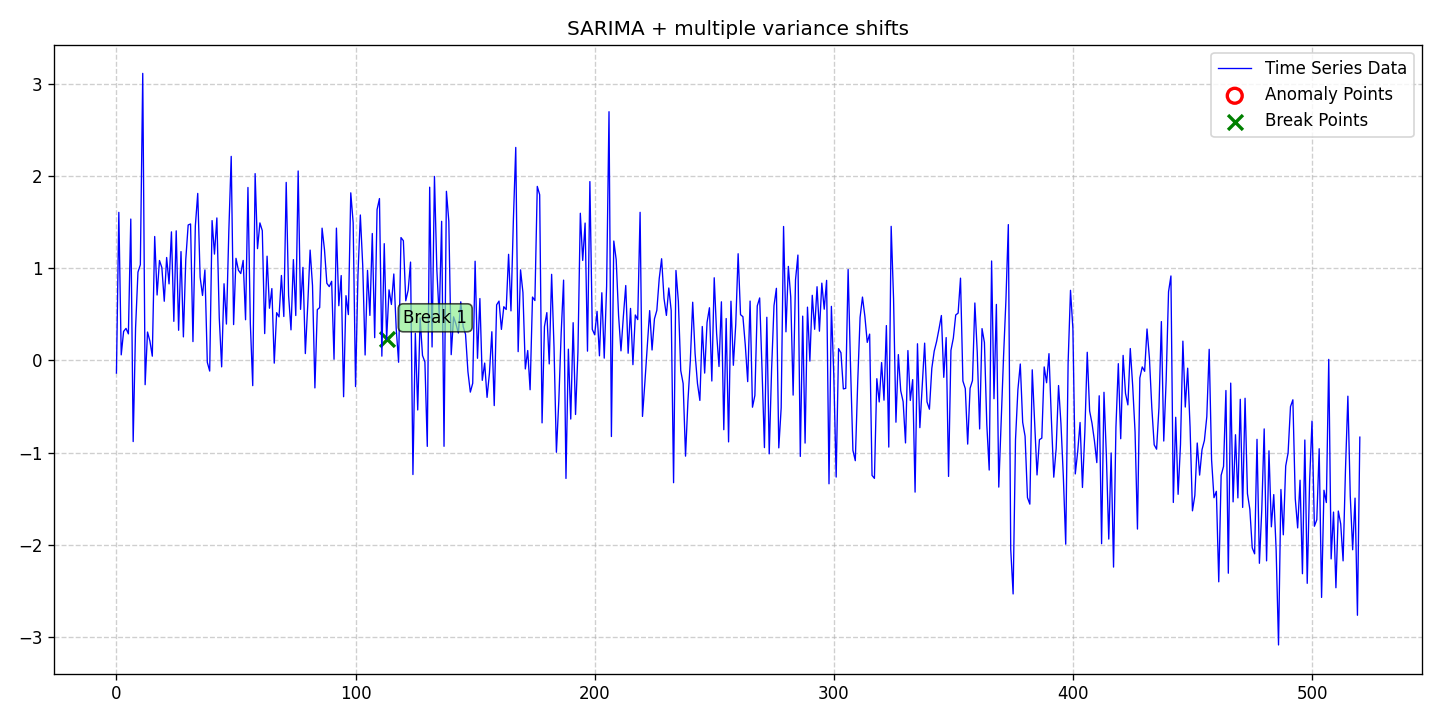 SARIMA + multiple variance shifts
Time Series Data
Anomaly Points
Break Points
Break 1
3
2
1
0
−1
−2
−3
0
100
200
300
400
500